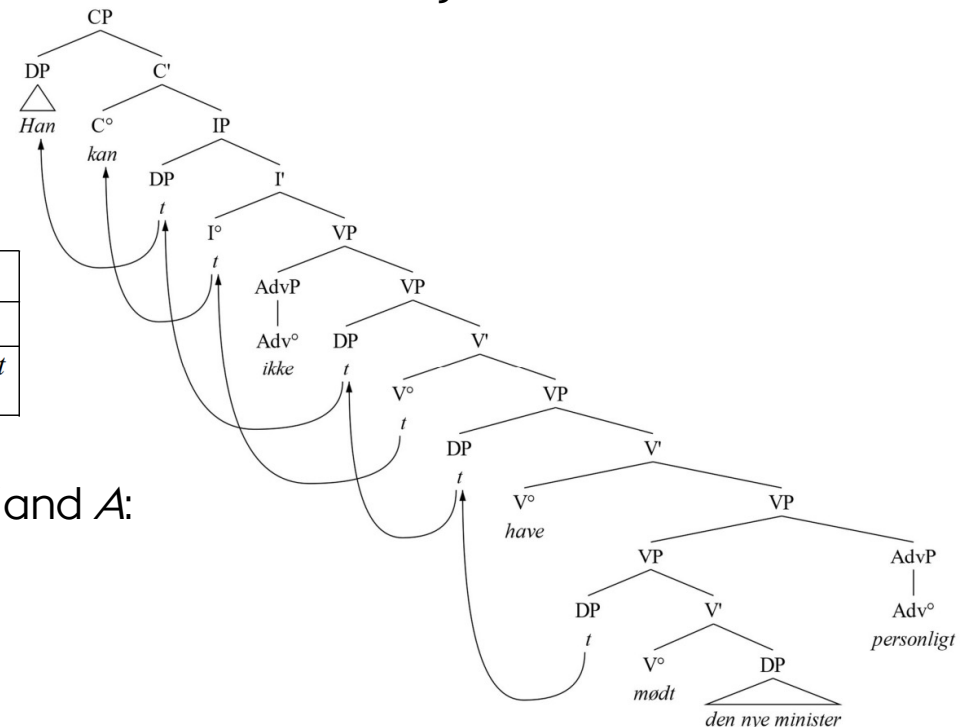 CP
DP C'
Han C° IP
kan
DP I'
t
I° VP
t
AdvP VP
Adv° DP V'
ikke t
V° VP
t
DP V'
t
V° VP
have
t
and A:
VP AdvP
DP V' Adv°
t personligt
V° DP
mødt
den nye minister